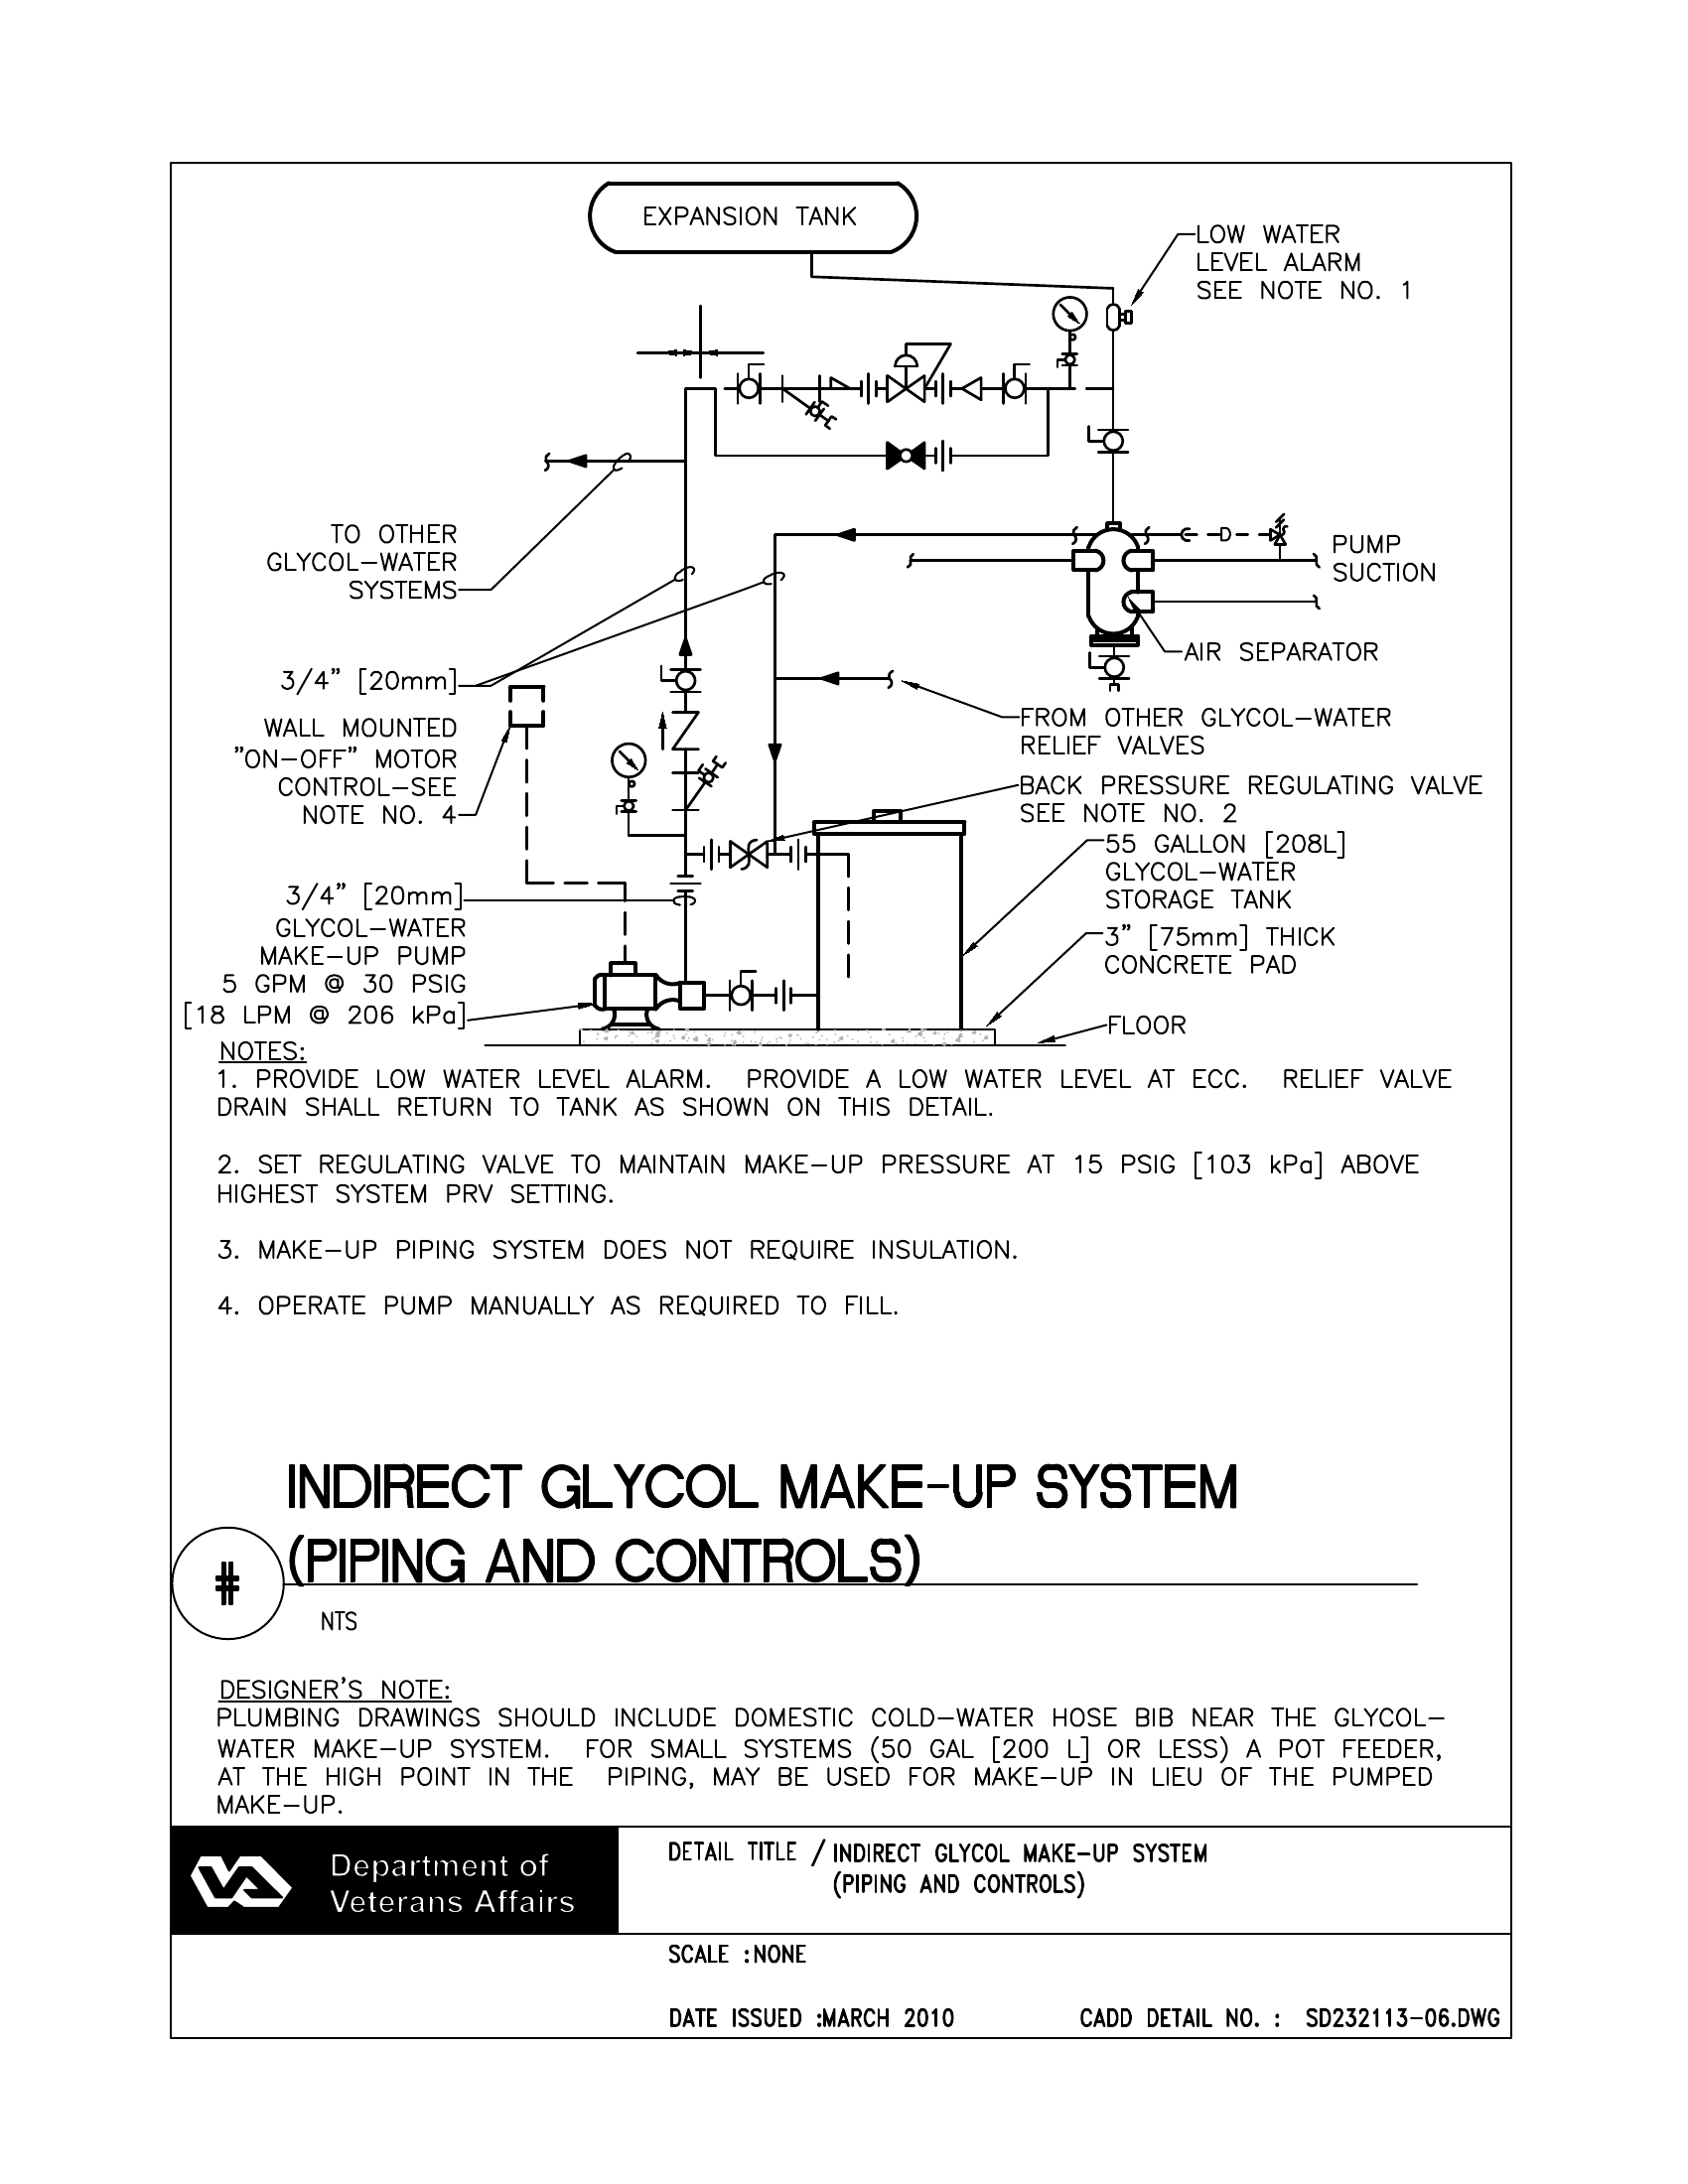 EXPANSION TANK
LOW WATER
LEVEL ALARM
SEE NOTE NO. 1
TO OTHER
GLYCOL-WATER
SYSTEMS
PUMP
SUCTION
AIR SEPARATOR
3/4" [20mm]
FROM OTHER GLYCOL-WATER
RELIEF VALVES
WALL MOUNTED
"ON-OFF" MOTOR
CONTROL-SEE
NOTE NO. 4
BACK PRESSURE REGULATING VALVE
SEE NOTE NO. 2
55 GALLON [208L]
GLYCOL-WATER
STORAGE TANK
3/4" [20mm]
GLYCOL-WATER
MAKE-UP PUMP
5 GPM @ 30 PSIG
[18 LPM @ 206 kPa]
3" [75mm] THICK
CONCRETE PAD
FLOOR
D
NOTES:
1. PROVIDE LOW WATER LEVEL ALARM. PROVIDE A LOW WATER LEVEL AT ECC. RELIEF VALVE
DRAIN SHALL RETURN TO TANK AS SHOWN ON THIS DETAIL.
2. SET REGULATING VALVE TO MAINTAIN MAKE-UP PRESSURE AT 15 PSIG [103 kPa] ABOVE
HIGHEST SYSTEM PRV SETTING.
3. MAKE-UP PIPING SYSTEM DOES NOT REQUIRE INSULATION.
4. OPERATE PUMP MANUALLY AS REQUIRED TO FILL.
INDIRECT GLYCOL MAKE-UP SYSTEM
(PIPING AND CONTROLS)
#
NTS
DESIGNER'S NOTE:
PLUMBING DRAWINGS SHOULD INCLUDE DOMESTIC COLD-WATER HOSE BIB NEAR THE GLYCOL-
WATER MAKE-UP SYSTEM. FOR SMALL SYSTEMS (50 GAL [200 L] OR LESS) A POT FEEDER,
AT THE HIGH POINT IN THE PIPING, MAY BE USED FOR MAKE-UP IN LIEU OF THE PUMPED
MAKE-UP.
Department of
Veterans Affairs
DETAIL TITLE / INDIRECT GLYCOL MAKE-UP SYSTEM
(PIPING AND CONTROLS)
SCALE :NONE
DATE ISSUED :MARCH 2010 CADD DETAIL NO. : SD232113-06.DWG